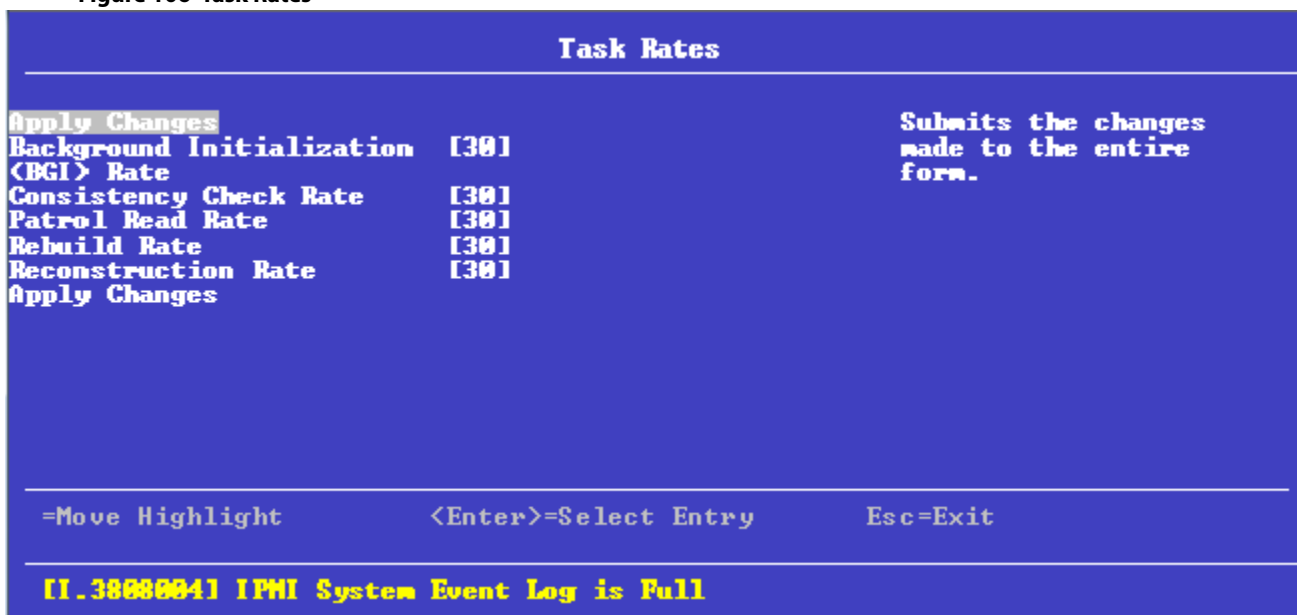 Task Rates
Apply Changes
Background Initialization [30]
<BGI> Rate
Consistency Check Rate [30]
Patrol Read Rate [30]
Rebuild Rate [30]
Reconstruction Rate [30]
Apply Changes
Submits the changes
made to the entire
form.
=Move Highlight <Enter>=Select Entry Esc=Exit
[I.3808004] IPMI System Event Log is Full